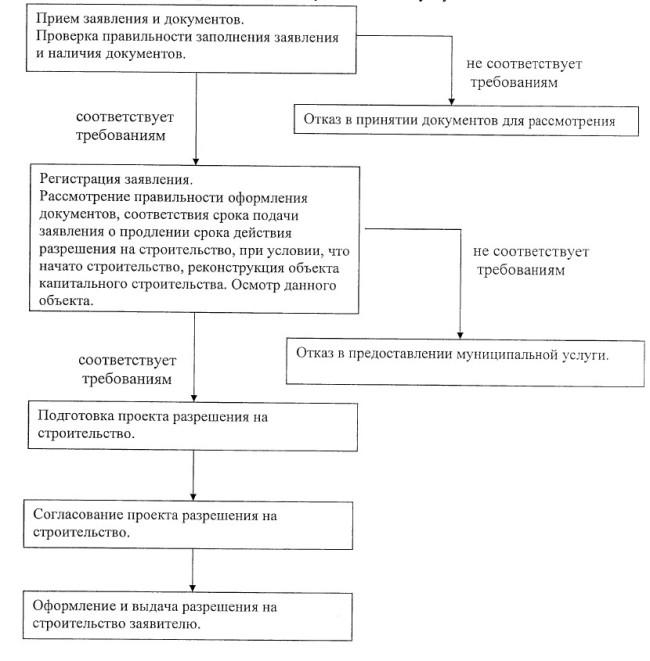 Прием заявления и документов.
Проверка правильности заполнения заявления
и наличия документов.
не соответствует
требованиям
соответствует
требованиям
Отказ в принятии документов для рассмотрения
Регистрация заявления.
Рассмотрение правильности оформления
документов, соответствия срока подачи
заявления о продлении срока действия
разрешения на строительство, при условии, что
начато строительство, реконструкция объекта
капитального строительства. Осмотр данного
объекта.
не соответствует
требованиям
соответствует
требованиям
Отказ в предоставлении муниципальной услуги.
Подготовка проекта разрешения на
строительство.
Согласование проекта разрешения на
строительство.
Оформление и выдача разрешения на
строительство заявителю.